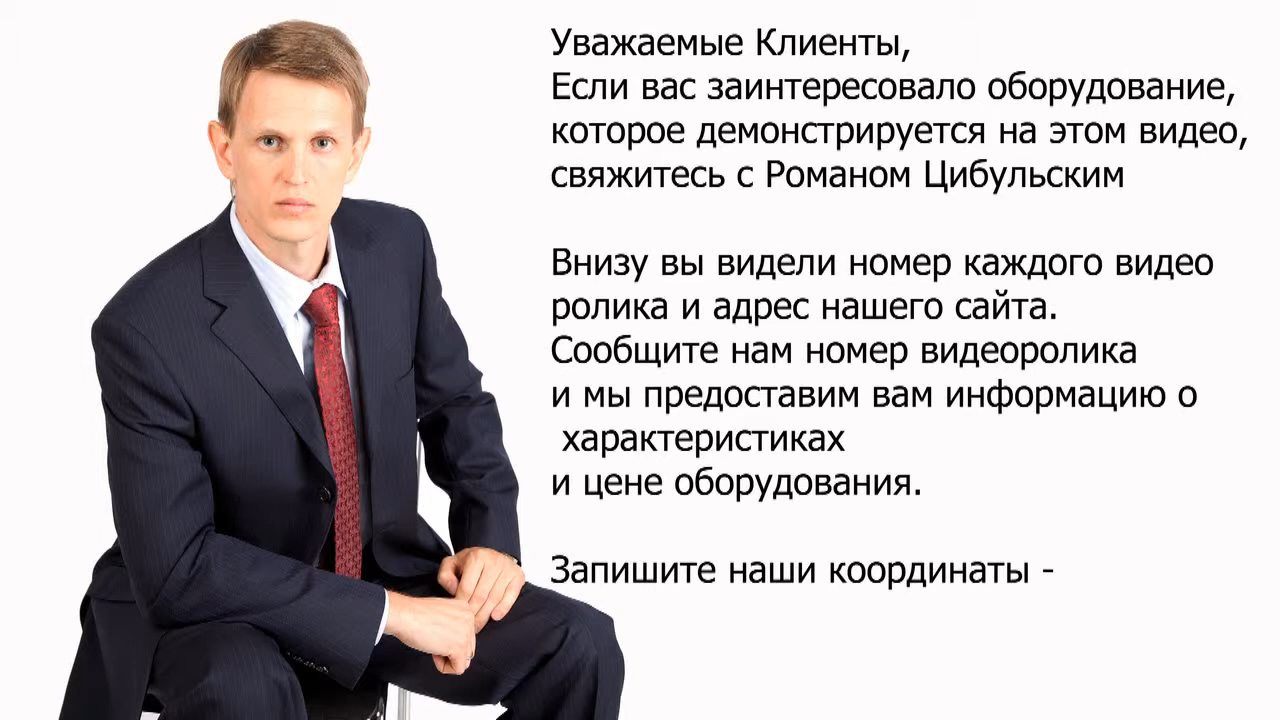 Уважаемые Клиенты,
Если вас заинтересовало оборудование,
которое демонстрируется на этом видео,
свяжитесь с Романом Цибульским
Внизу вы видели номер каждого видео
ролика и адрес нашего сайта.
Сообщите нам номер видеоролика
и мы предоставим вам информацию о
характеристиках
и цене оборудования.
Запишите наши координаты -